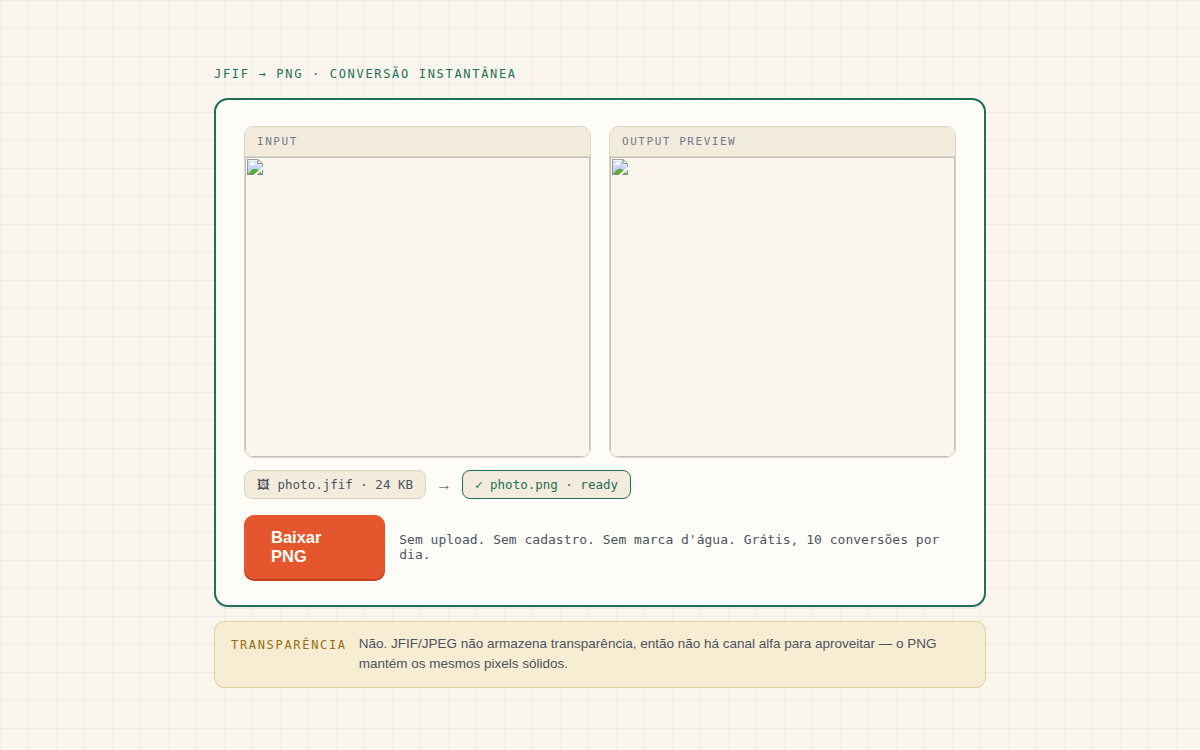 JFIF → PNG · CONVERSÃO INSTANTÂNEA
INPUT
OUTPUT PREVIEW
🖼 photo.jfif · 24 KB
→
✓ photo.png · ready
Baixar
PNG
Sem upload. Sem cadastro. Sem marca d'água. Grátis, 10 conversões por
dia.
TRANSPARÊNCIA
Não. JFIF/JPEG não armazena transparência, então não há canal alfa para aproveitar — o PNG
mantém os mesmos pixels sólidos.